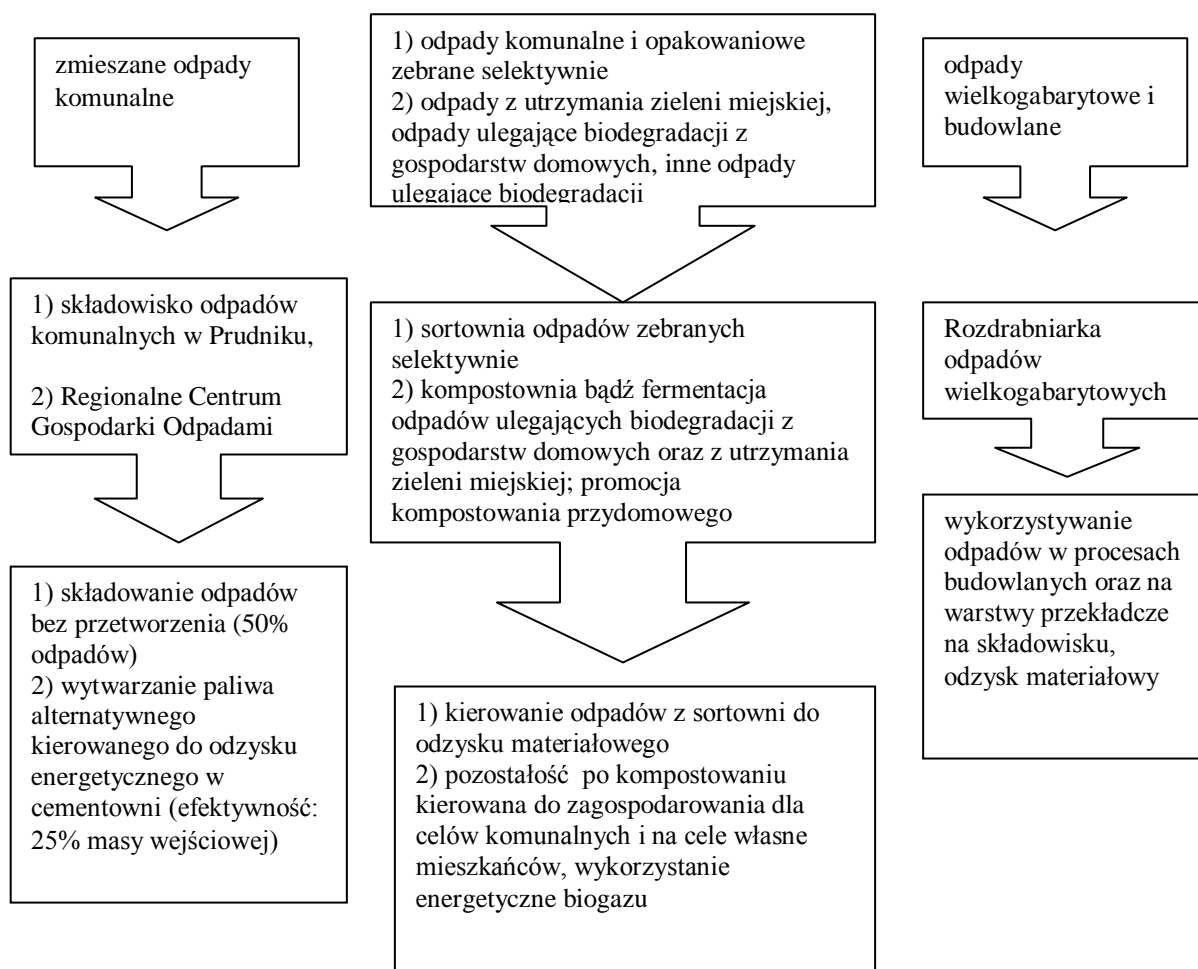 zmieszane odpady
komunalne
1) odpady komunalne i opakowaniowe
zebrane selektywnie
2) odpady z utrzymania zieleni miejskiej,
odpady ulegające biodegradacji z
gospodarstw domowych, inne odpady
ulegające biodegradacji
odpady
wielkogabarytowe i
budowlane
1) składowisko odpadów
komunalnych w Prudniku,
2) Regionalne Centrum
Gospodarki Odpadami
1) sortownia odpadów zebranych
selektywnie
2) kompostownia bądź fermentacja
odpadów ulegających biodegradacji z
gospodarstw domowych oraz z utrzymania
zieleni miejskiej; promocja
kompostowania przydomowego
Rozdrabniarka
odpadów
wielkogabarytowych
1) składowanie odpadów
bez przetworzenia (50%
odpadów)
2) wytwarzanie paliwa
alternatywnego
kierowanego do odzysku
energetycznego w
cementowni (efektywność:
25% masy wejściowej)
1) kierowanie odpadów z sortowni do
odzysku materiałowego
2) pozostałość po kompostowaniu
kierowana do zagospodarowania dla
celów komunalnych i na cele własne
mieszkańców, wykorzystanie
energetyczne biogazu
wykorzystywanie
odpadów w procesach
budowlanych oraz na
warstwy przekładcze
na składowisku,
odzysk materiałowy